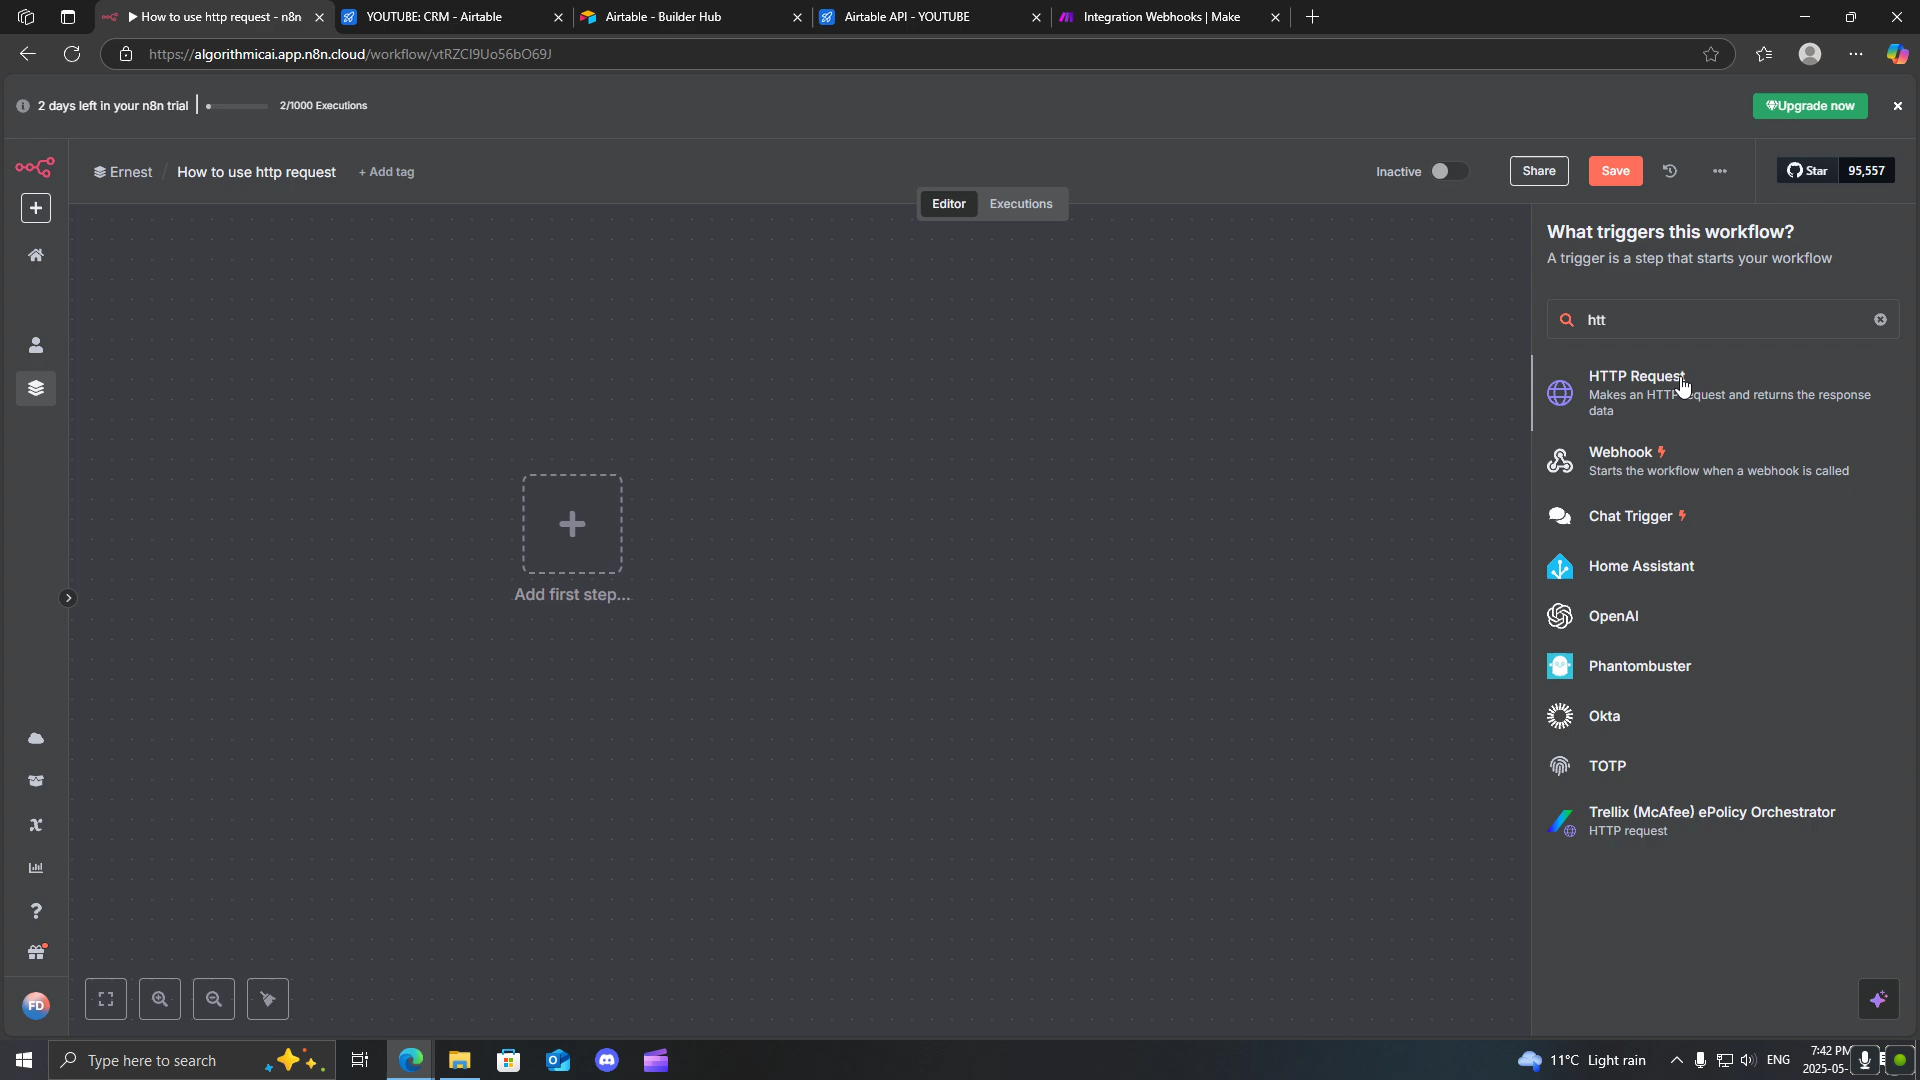 How to use http request - n8n
YOUTUBE: CRM - Airtable
Airtable - Builder Hub
Airtable API - YOUTUBE
Integration Webhooks | Make
https://algorithmicai.app.n8n.cloud/workflow/vtRZCI9Uo56bO69J
2 days left in your n8n trial
2/1000 Executions
Upgrade now
Ernest / How to use http request + Add tag
Inactive
Share
Save
Star 95,557
Editor Executions
What triggers this workflow?
A trigger is a step that starts your workflow
htt
HTTP Request
Makes an HTTP request and returns the response
data
Webhook
Starts the workflow when a webhook is called
Chat Trigger
Home Assistant
OpenAI
Phantombuster
Okta
TOTP
Trellix (McAfee) ePolicy Orchestrator
HTTP request
Add first step...
FD
Type here to search
11°C Light rain
ENG
7:42 PM
2025-05-